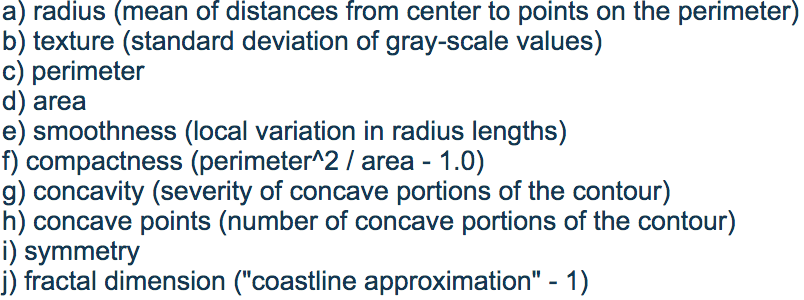 a) radius (mean of distances from center to points on the perimeter)
b) texture (standard deviation of gray-scale values)
c) perimeter
d) area
e) smoothness (local variation in radius lengths)
f) compactness (perimeter^2 / area - 1.0)
g) concavity (severity of concave portions of the contour)
h) concave points (number of concave portions of the contour)
i) symmetry
j) fractal dimension ("coastline approximation" - 1)